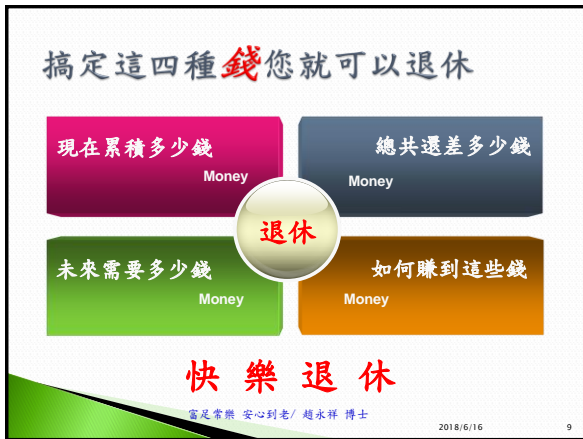 搞定這四種錢您就可以退休
現在累積多少錢
Money
總共還差多少錢
Money
退休
未來需要多少錢
Money
如何賺到這些錢
Money
快樂退休
富足常樂 安心到老/ 趙永祥 博士
2018/6/16
9